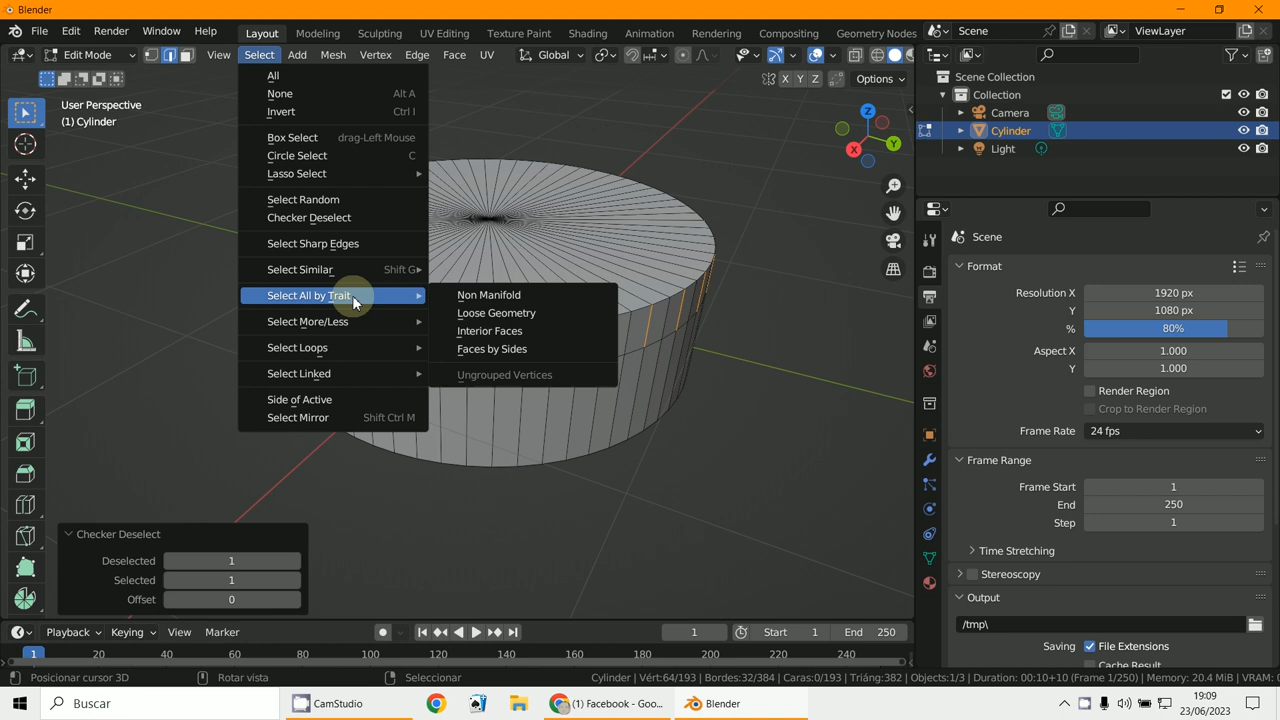 Blender
File Edit Render Window Help Layout Modeling Sculpting UV Editing Texture Paint Shading Animation Rendering Compositing Geometry Nodes Scene ViewLayer
Edit Mode View Select Add Mesh Vertex Edge Face UV Global
X Y Z Options
User Perspective
(1) Cylinder
All
None Alt A
Invert Ctrl I
Box Select drag-Left Mouse
Circle Select C
Lasso Select
Select Random
Checker Deselect
Select Sharp Edges
Select Similar Shift G
Select All by Trait
Select More/Less
Select Loops
Select Linked
Side of Active
Select Mirror Shift Ctrl M
Non Manifold
Loose Geometry
Interior Faces
Faces by Sides
Ungrouped Vertices
Z
Y
X
Scene Collection
Collection
Camera
Cylinder
Light
Scene
Format
Resolution X 1920 px
Y 1080 px
% 80%
Aspect X 1.000
Y 1.000
Render Region
Crop to Render Region
Frame Rate 24 fps
Frame Range
Frame Start 1
End 250
Step 1
Time Stretching
Stereoscopy
Output
/tmp\
Saving File Extensions
Cache Result
Checker Deselect
Deselected 1
Selected 1
Offset 0
Playback Keying View Marker 1 Start 1 End 250
1 20 40 60 80 100 120 140 160 180 200 220 240
Posicionar cursor 3D Rotar vista Seleccionar Cylinder | Vért:64/193 | Bordes:32/384 | Caras:0/193 | Triáng:382 | Objects:1/3 | Duration: 00:10+10 (Frame 1/250) | Memory: 20.4 MiB | VRAM:
Buscar CamStudio (1) Facebook - Goo... Blender
19:09
23/06/2023